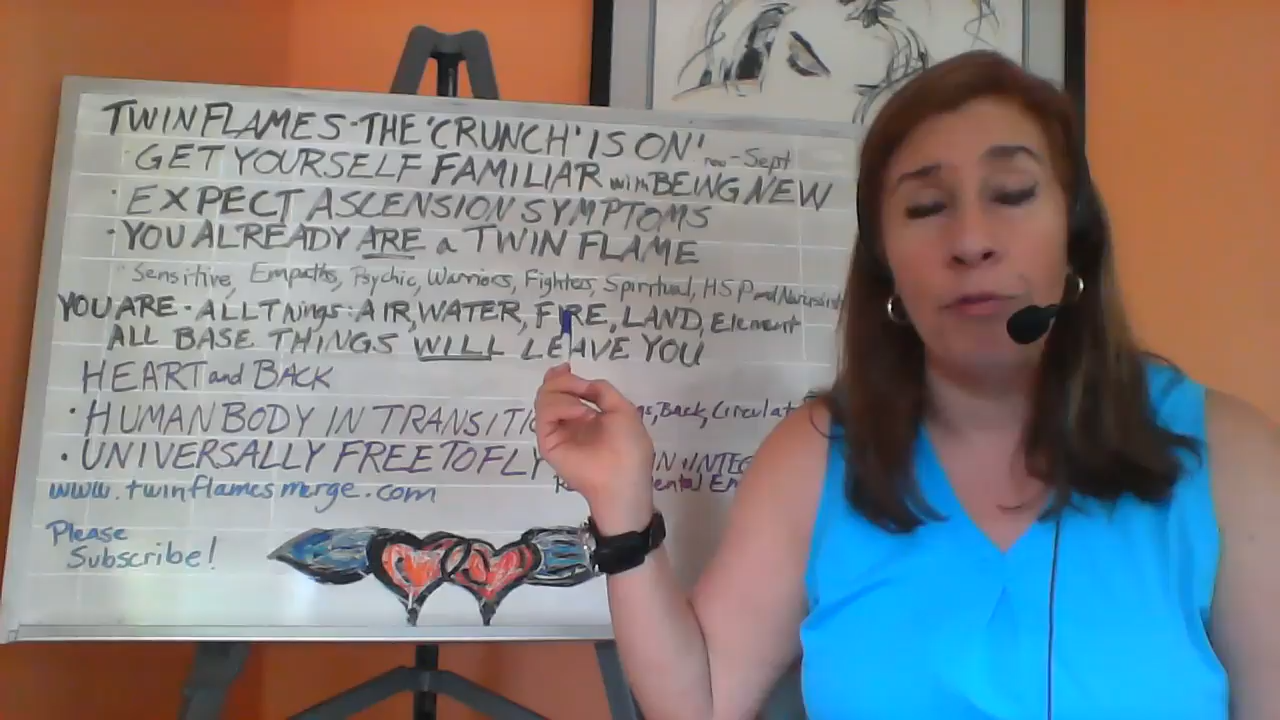 TWIN FLAMES - THE 'CRUNCH' IS ON' now - Sept
· GET YOURSELF FAMILIAR with BEING NEW
· EXPECT ASCENSION SYMPTOMS
· YOU ALREADY ARE a TWIN FLAME
Sensitive, Empaths, Psychic, Warriors, Fighters, Spiritual, HSP and Narcissist
YOU ARE - ALL Things: AIR, WATER, FIRE, LAND, Element
ALL BASE THINGS WILL LEAVE YOU
HEART and BACK
· HUMAN BODY IN Back,
· UNIVERSALLY FREE TO FLY
www.twinflamesmerge.com
Please
Subscribe!